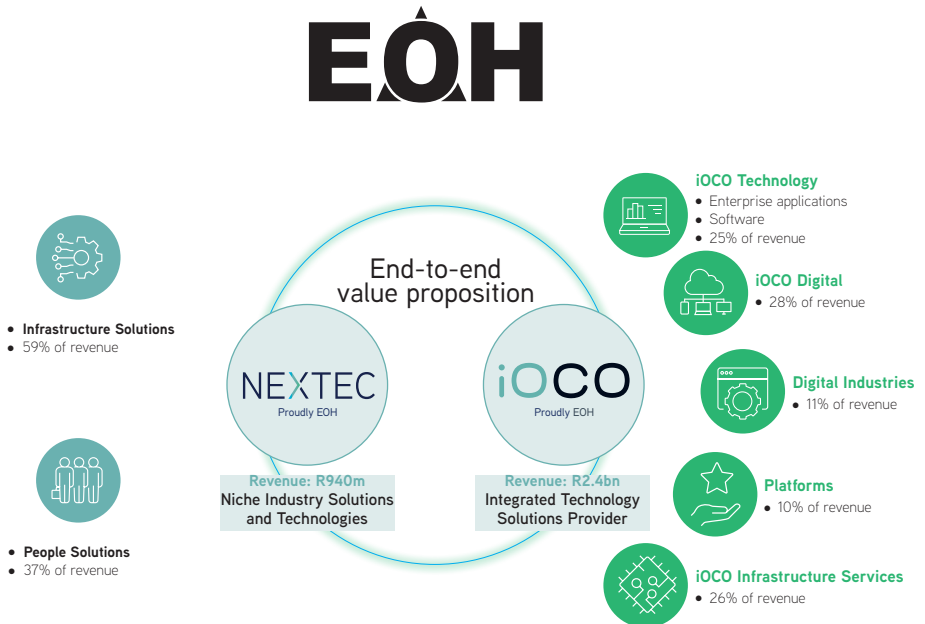 EOH
iOCO Technology
• Enterprise applications
• Software
• 25% of revenue
End-to-end
value proposition
iOCO Digital
• 28% of revenue
• Infrastructure Solutions
• 59% of revenue
NEXTEC
Proudly EOH
iOCO
Proudly EOH
Digital Industries
• 11% of revenue
Revenue: R940m
Niche Industry Solutions
and Technologies
Revenue: R2.4bn
Integrated Technology
Solutions Provider
Platforms
• 10% of revenue
• People Solutions
• 37% of revenue
iOCO Infrastructure Services
• 26% of revenue